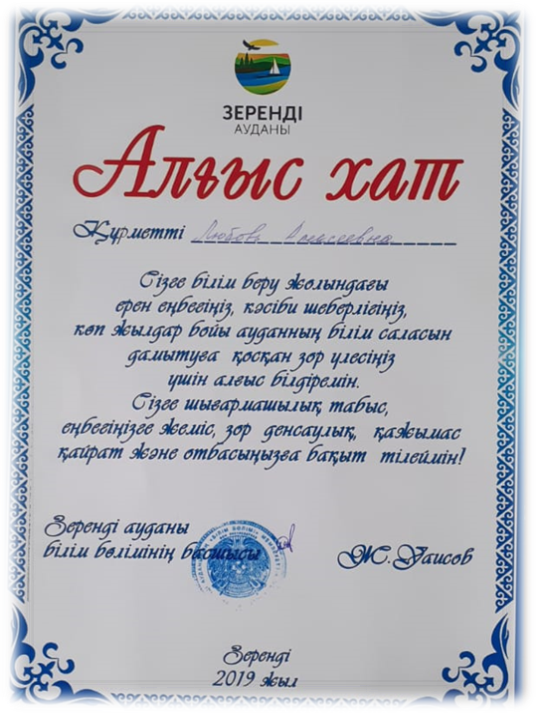 ЗЕРЕНДІ
АУДАНЫ
Алғыс хат
Құрметті Любовь
Сізге білім беру жолындағы
ерен еңбегіңіз, кәсіби шеберлігіңіз,
көп жылдар бойы ауданның білім саласын
дамытуға қосқан зор үлесіңіз
үшін алғыс білдіремін.
Сізге шығармашылық табыс,
еңбегіңізге жеміс, зор денсаулық, қажымас
қайрат және отбасыңызға бақыт тілеймін!
Зеренді ауданы
білім бөлімінің басшысы
Ж. Уаисов
Зеренді
2019 жыл